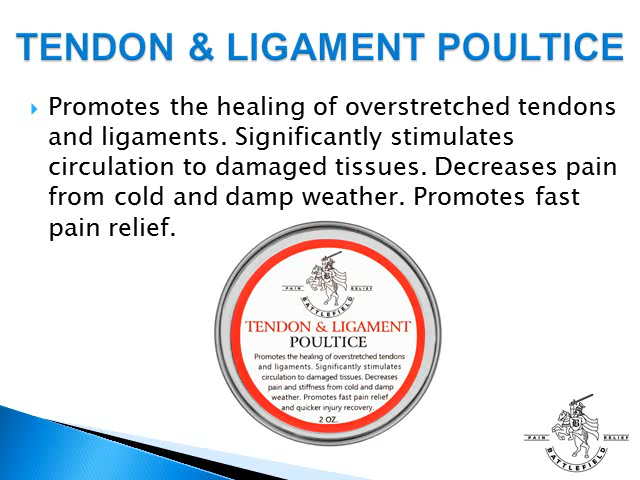 TENDON & LIGAMENT POULTICE
Promotes the healing of overstretched tendons
and ligaments. Significantly stimulates
circulation to damaged tissues. Decreases pain
from cold and damp weather. Promotes fast
pain relief.
PAIN RELIEF
BATTLEFIELD
TENDON & LIGAMENT
POULTICE
Promotes the healing of overstretched tendons
and ligaments. Significantly stimulates
circulation to damaged tissues. Decreases
pain and stiffness from cold and damp
weather. Promotes fast pain relief
and quicker injury recovery.
2 OZ.
PAIN RELIEF
BATTLEFIELD